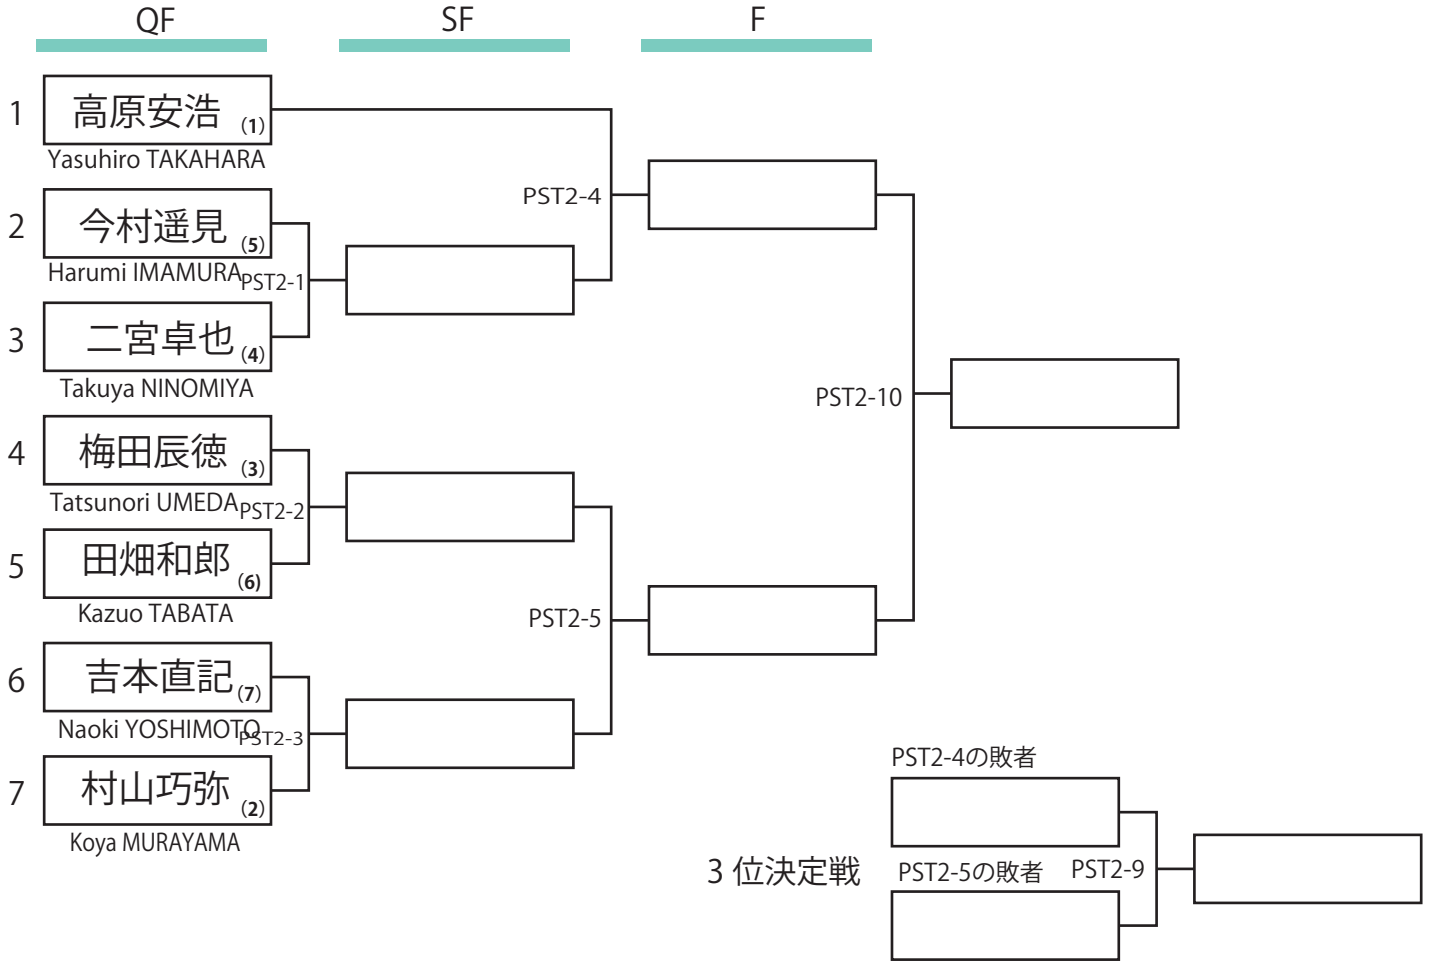 QF
SF
F
1
高原安浩 (1)
Yasuhiro TAKAHARA
2
今村遥見 (5)
Harumi IMAMURA
PST2-1
3
二宮卓也 (4)
Takuya NINOMIYA
PST2-4
4
梅田辰徳 (3)
Tatsunori UMEDA
PST2-2
5
田畑和郎 (6)
Kazuo TABATA
PST2-5
6
吉本直記 (7)
Naoki YOSHIMOTO
PST2-3
7
村山巧弥 (2)
Koya MURAYAMA
PST2-10
3 位決定戦
PST2-4の敗者
PST2-5の敗者
PST2-9